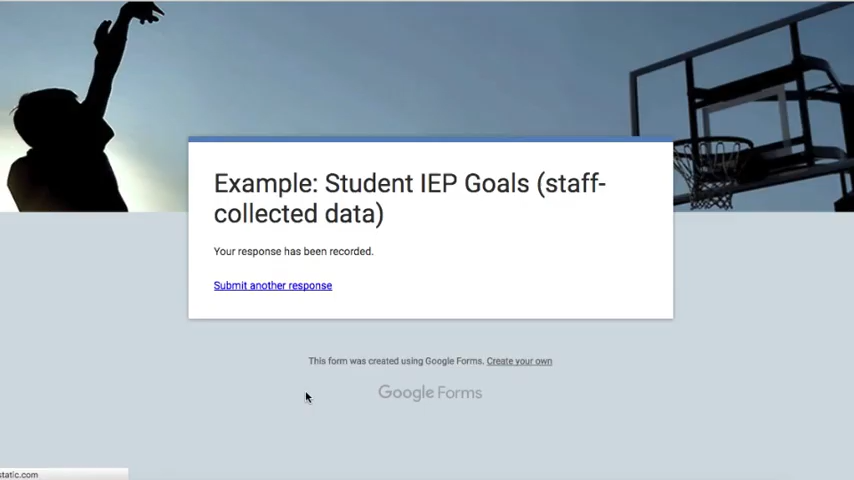 Example: Student IEP Goals (staff-
collected data)
Your response has been recorded.
Submit another response
This form was created using Google Forms. Create your own
Google Forms
static.com